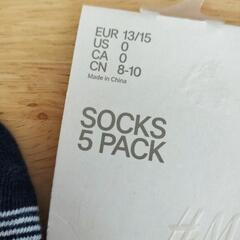 EUR 13/15
US 0
CA 0
CN 8-10
Made in China
SOCKS
5 PACK
H&M